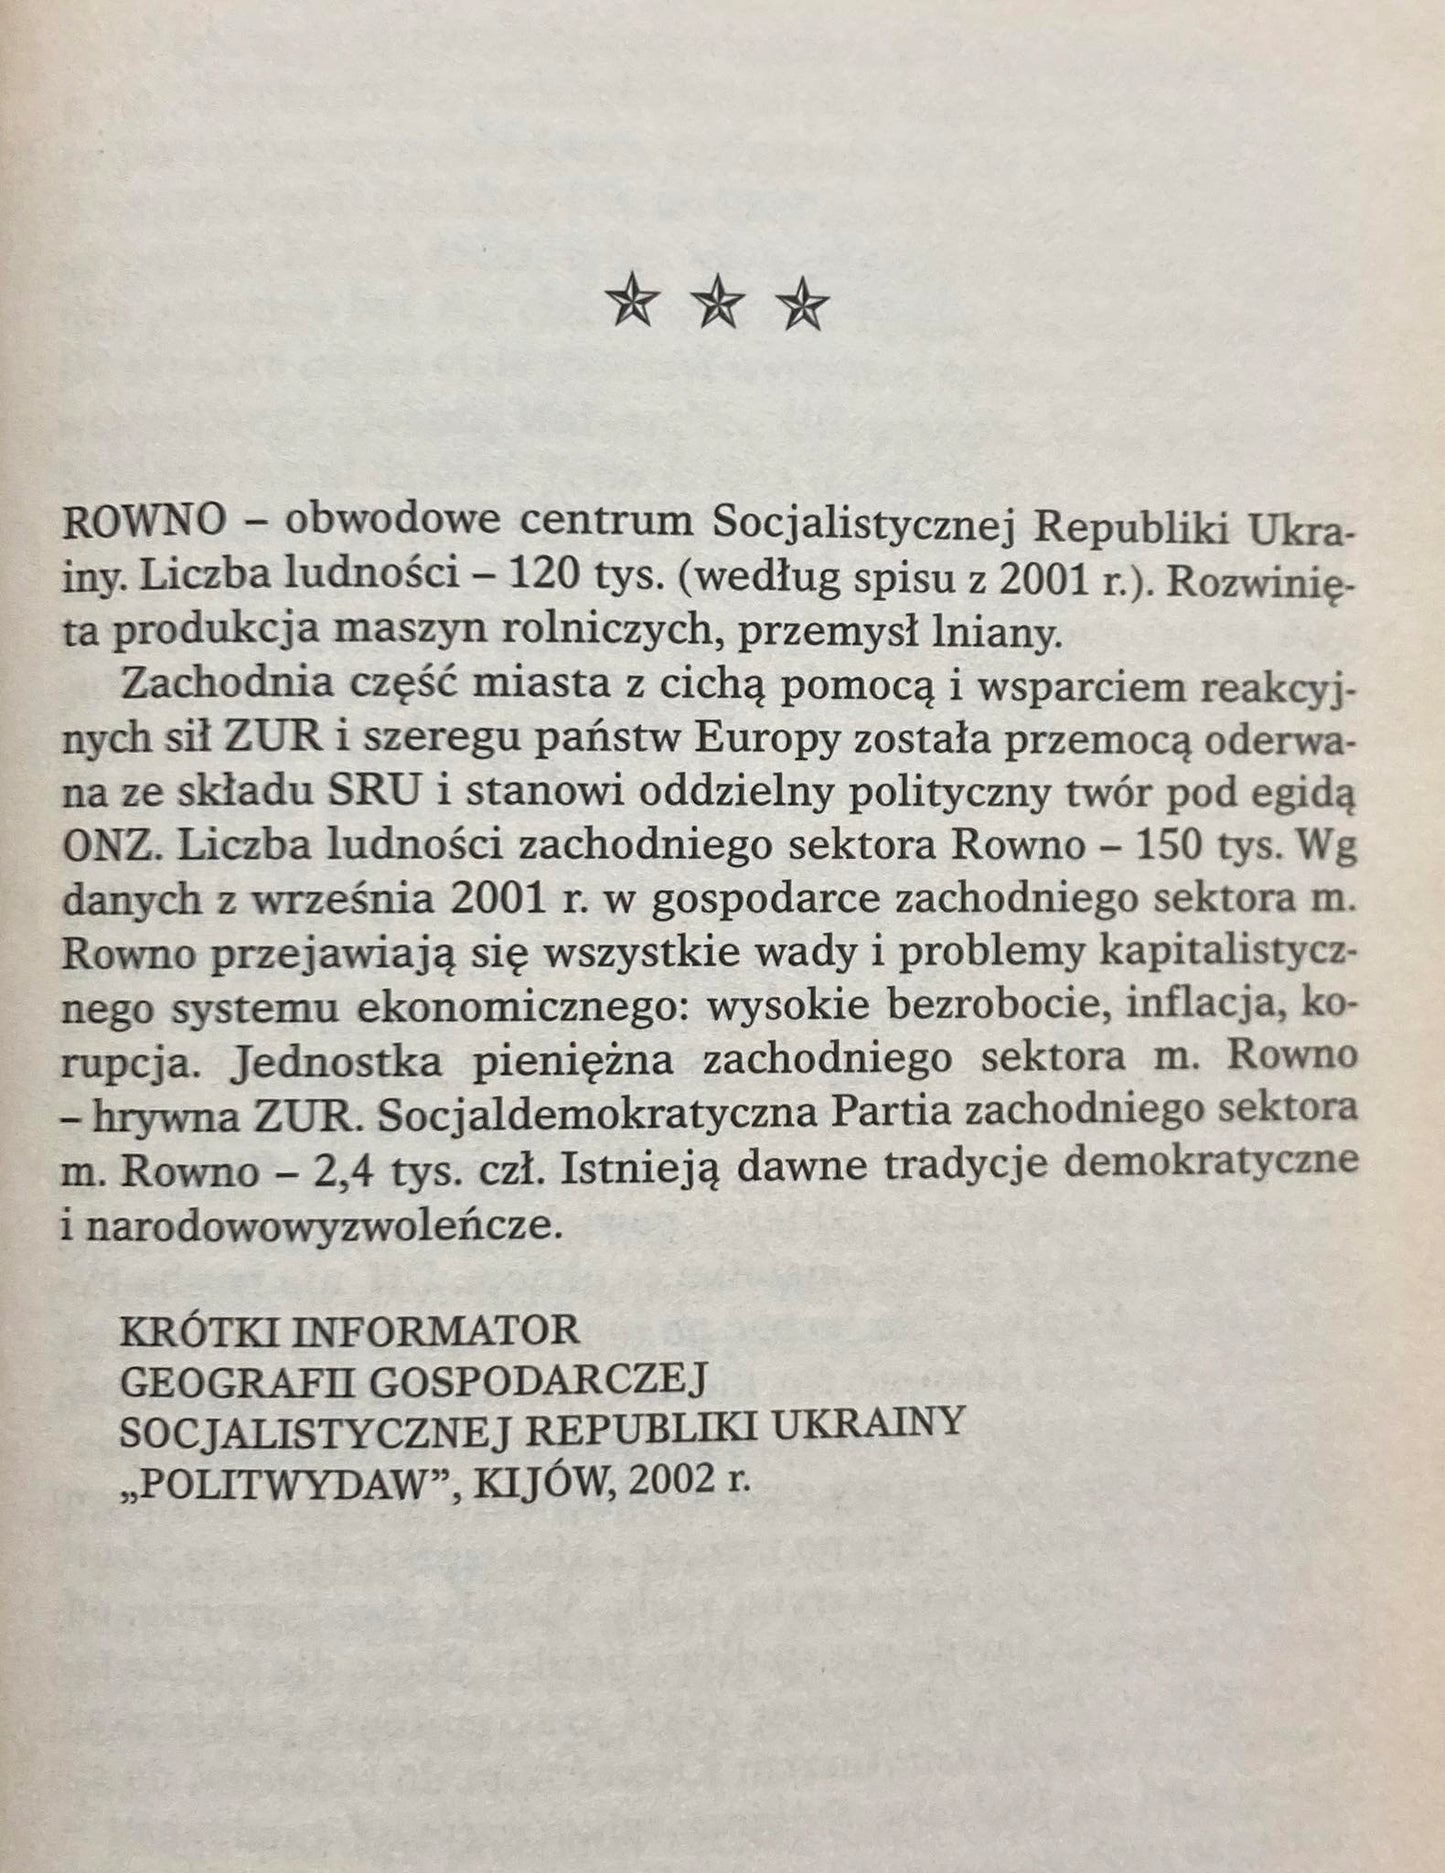 ROWNO – obwodowe centrum Socjalistycznej Republiki Ukra-
iny. Liczba ludności – 120 tys. (według spisu z 2001 r.). Rozwinię-
ta produkcja maszyn rolniczych, przemysł lniany.
Zachodnia część miasta z cichą pomocą i wsparciem reakcyj-
nych sił ZUR i szeregu państw Europy została przemocą oderwa-
na ze składu SRU i stanowi oddzielny polityczny twór pod egidą
ONZ. Liczba ludności zachodniego sektora Rowno – 150 tys. Wg
danych z września 2001 r. w gospodarce zachodniego sektora m.
Rowno przejawiają się wszystkie wady i problemy kapitalistycz-
nego systemu ekonomicznego: wysokie bezrobocie, inflacja, ko-
rupcja. Jednostka pieniężna zachodniego sektora m. Rowno
– hrywna ZUR. Socjaldemokratyczna Partia zachodniego sektora
m. Rowno – 2,4 tys. czł. Istnieją dawne tradycje demokratyczne
i narodowowyzwoleńcze.
KRÓTKI INFORMATOR
GEOGRAFII GOSPODARCZEJ
SOCJALISTYCZNEJ REPUBLIKI UKRAINY
„POLITWYDAW”, KIJÓW, 2002 r.